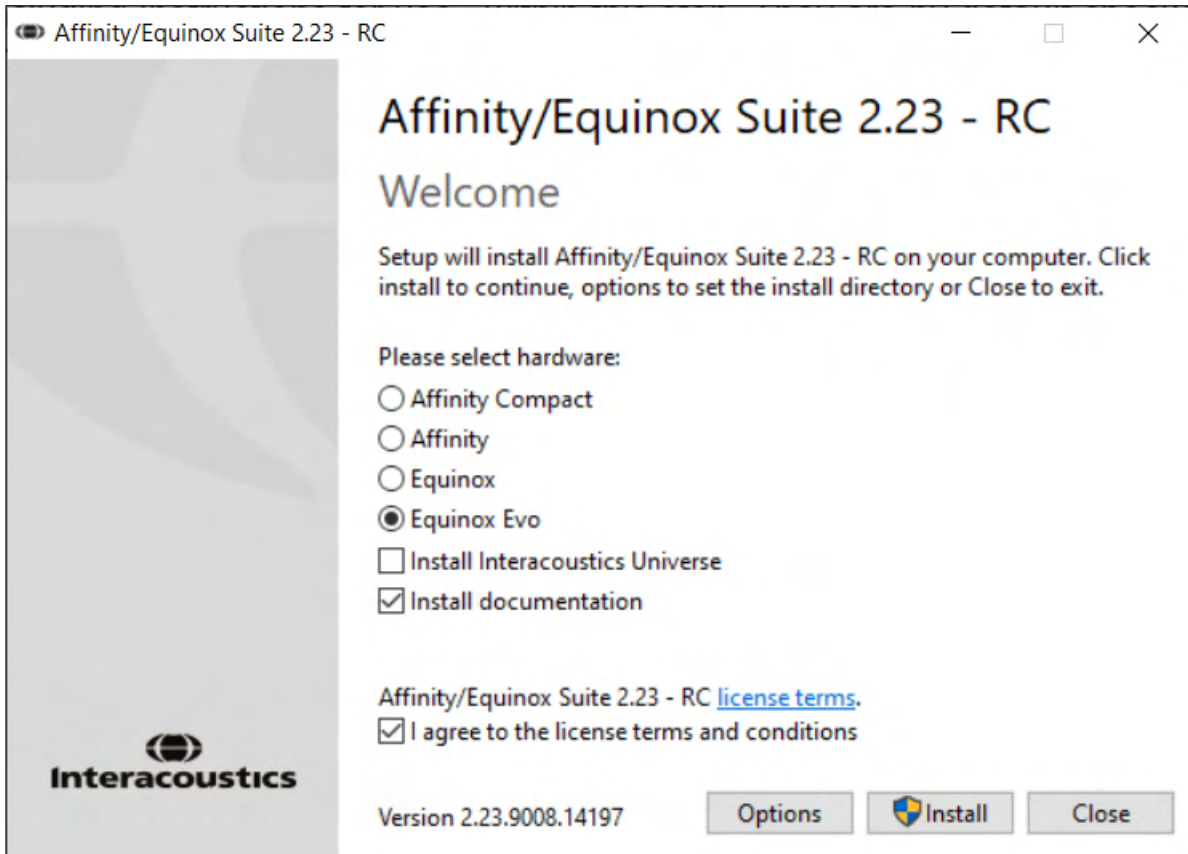 Affinity/Equinox Suite 2.23 - RC
Affinity/Equinox Suite 2.23 - RC
Welcome
Setup will install Affinity/Equinox Suite 2.23 - RC on your computer. Click
install to continue, options to set the install directory or Close to exit.
Please select hardware:
Affinity Compact
Affinity
Equinox
Equinox Evo
Install Interacoustics Universe
Install documentation
Affinity/Equinox Suite 2.23 - RC license terms.
I agree to the license terms and conditions
Interacoustics
Version 2.23.9008.14197
Options
Install
Close